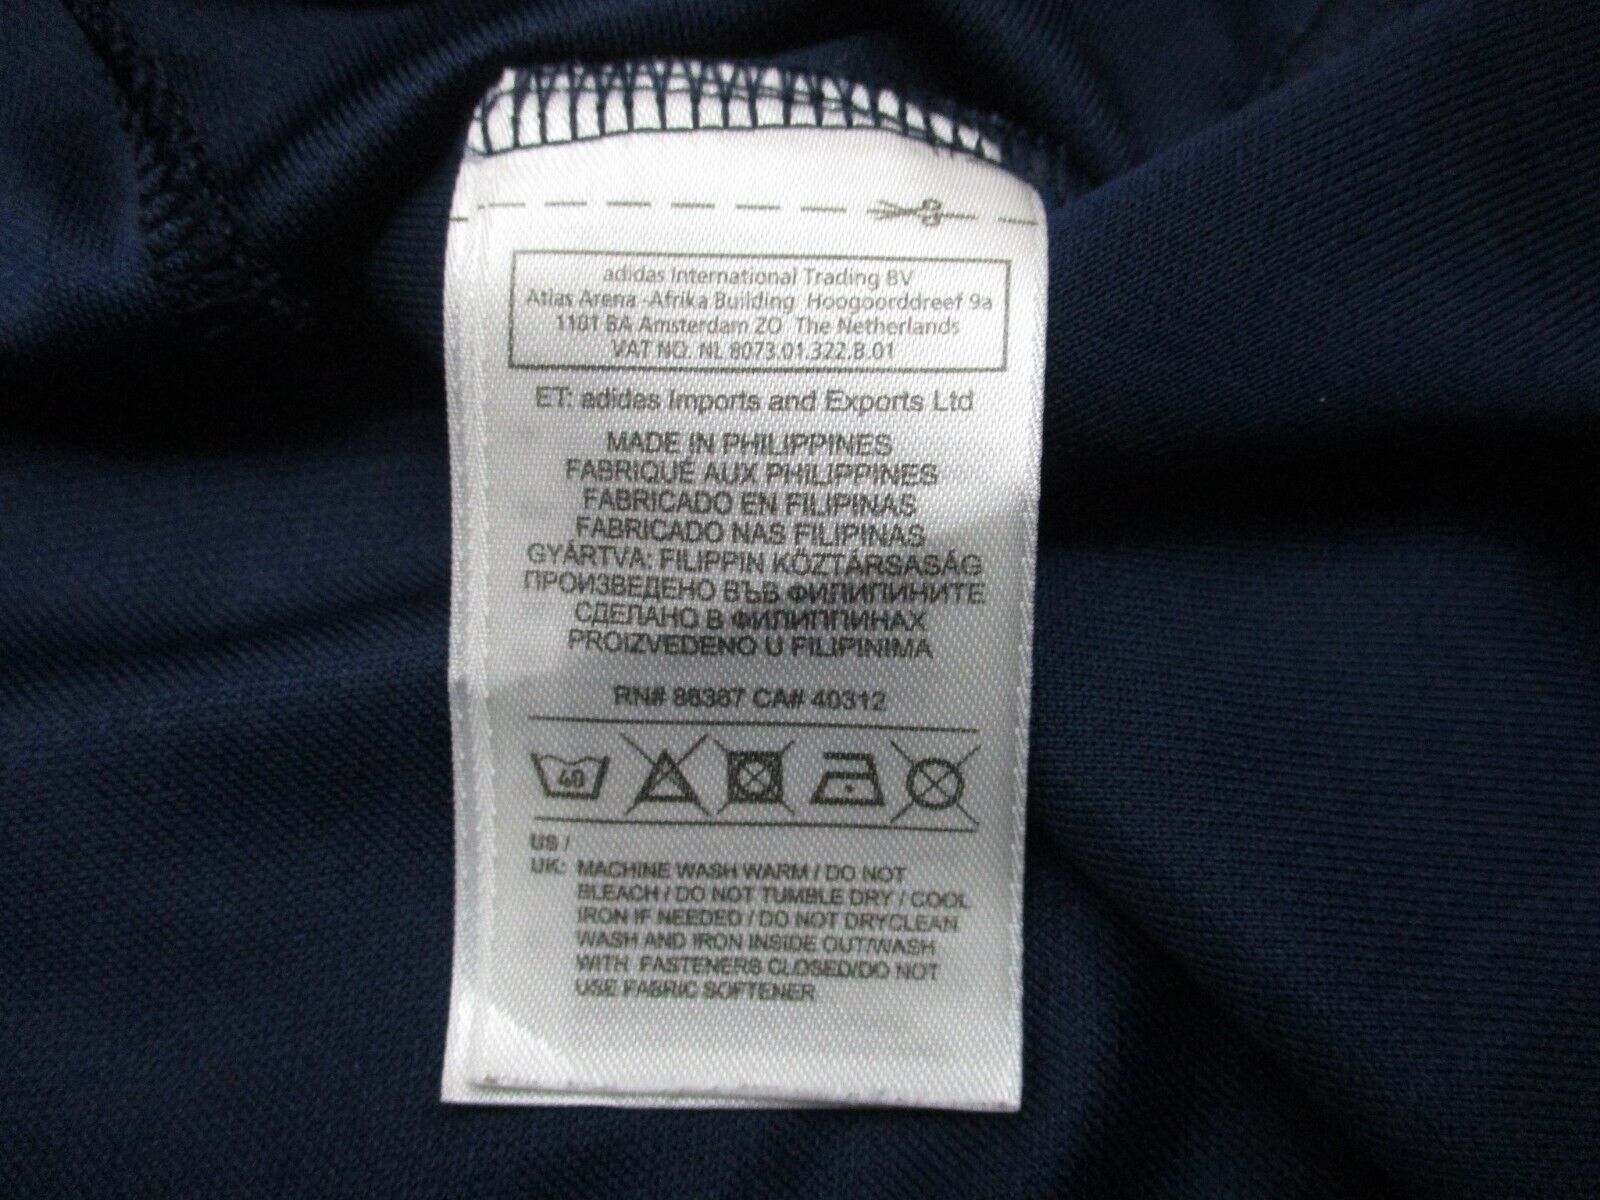 adidas International Trading BV
Atlas Arena -Afrika Building Hoogoorddreef 9a
1101 BA Amsterdam ZO The Netherlands
VAT NO. NL 8073.01.322.B.01
ET: adidas Imports and Exports Ltd
MADE IN PHILIPPINES
FABRIQUÉ AUX PHILIPPINES
FABRICADO EN FILIPINAS
FABRICADO NAS FILIPINAS
GYÁRTVA: FILIPPIN KÖZTÁRSASÁG
ПРОИЗВЕДЕНО ВЪВ ФИЛИПИНИТЕ
СДЕЛАНО В ФИЛИППИНАХ
PROIZVEDENO U FILIPINIMA
RN# 88387 CA# 40312
40
US /
UK: MACHINE WASH WARM / DO NOT
BLEACH / DO NOT TUMBLE DRY / COOL
IRON IF NEEDED / DO NOT DRYCLEAN
WASH AND IRON INSIDE OUT/WASH
WITH FASTENERS CLOSED/DO NOT
USE FABRIC SOFTENER